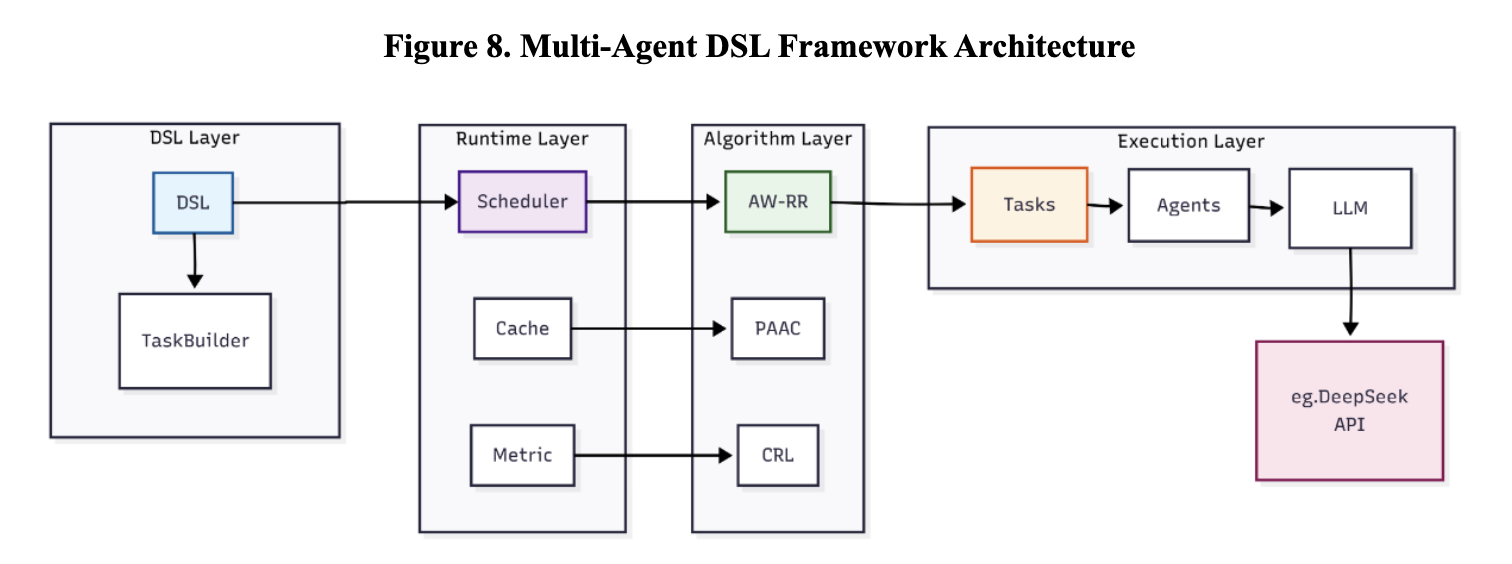 Figure 8. Multi-Agent DSL Framework Architecture
DSL Layer
DSL
TaskBuilder
Runtime Layer
Scheduler
Cache
Metric
Algorithm Layer
AW-RR
PAAC
CRL
Execution Layer
Tasks
Agents
LLM
eg.DeepSeek
API